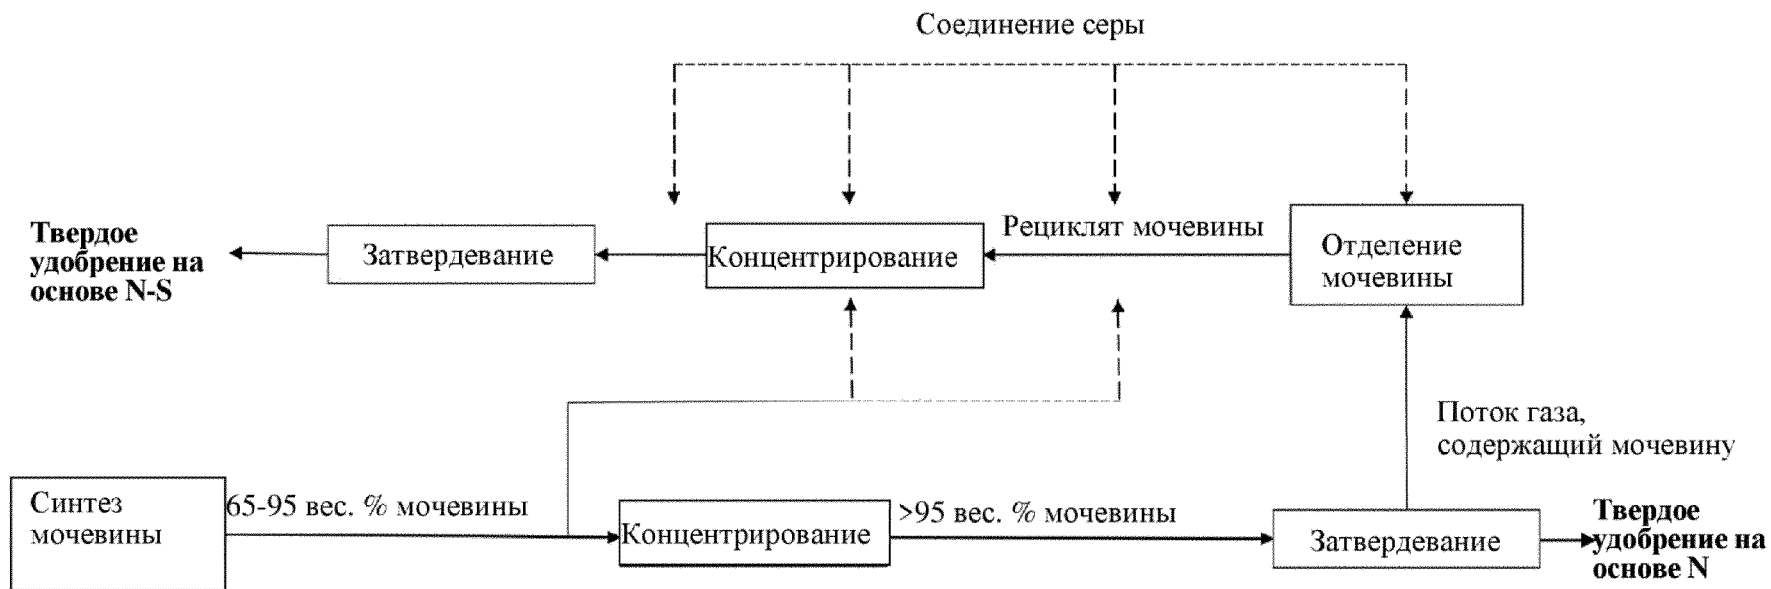 Соединение серы
Твердое
удобрение на
основе N-S
Затвердевание
Концентрирование
Рециклят мочевины
Отделение
мочевины
Поток газа,
содержащий мочевину
Синтез
мочевины
65-95 вес. % мочевины
Концентрирование
>95 вес. % мочевины
Затвердевание
Твердое
удобрение на
основе N